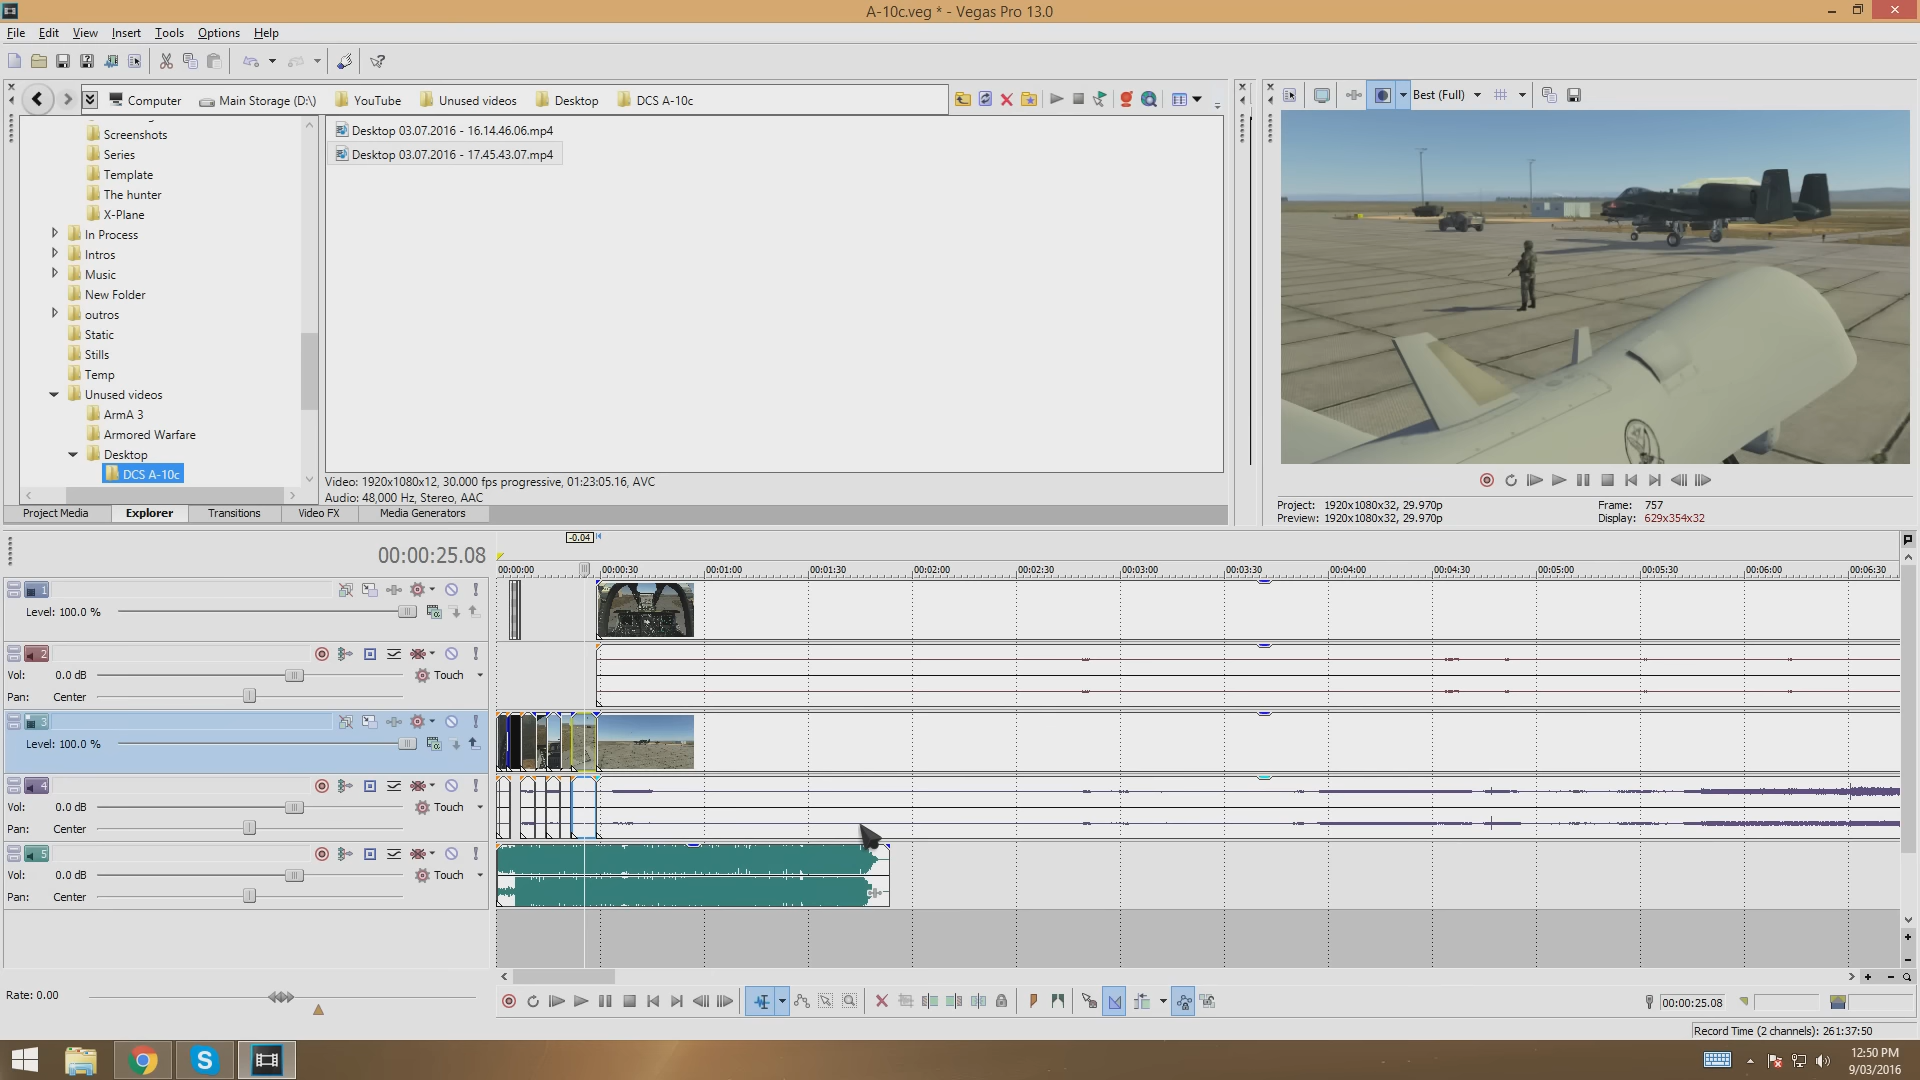 A-10c.veg * - Vegas Pro 13.0
File Edit View Insert Tools Options Help
Computer Main Storage (D:\) YouTube Unused videos Desktop DCS A-10c
Best (Full)
Screenshots
Series
Template
The hunter
X-Plane
In Process
Intros
Music
New Folder
outros
Static
Stills
Temp
Unused videos
ArmA 3
Armored Warfare
Desktop
DCS A-10c
Desktop 03.07.2016 - 16.14.46.06.mp4
Desktop 03.07.2016 - 17.45.43.07.mp4
Video: 1920x1080x12, 30.000 fps progressive, 01:23:05.16, AVC
Audio: 48,000 Hz, Stereo, AAC
Project Media Explorer Transitions Video FX Media Generators
Project: 1920x1080x32, 29.970p Frame: 757
Preview: 1920x1080x32, 29.970p Display: 629x354x32
-0.04
00:00:25.08
00:00:00 00:00:30 00:01:00 00:01:30 00:02:00 00:02:30 00:03:00 00:03:30 00:04:00 00:04:30 00:05:00 00:05:30 00:06:00 00:06:30
1
Level: 100.0 %
2
Vol: 0.0 dB Touch
Pan: Center
3
Level: 100.0 %
4
Vol: 0.0 dB Touch
Pan: Center
5
Vol: 0.0 dB Touch
Pan: Center
Rate: 0.00
00:00:25.08
Record Time (2 channels): 261:37:50
12:50 PM
9/03/2016